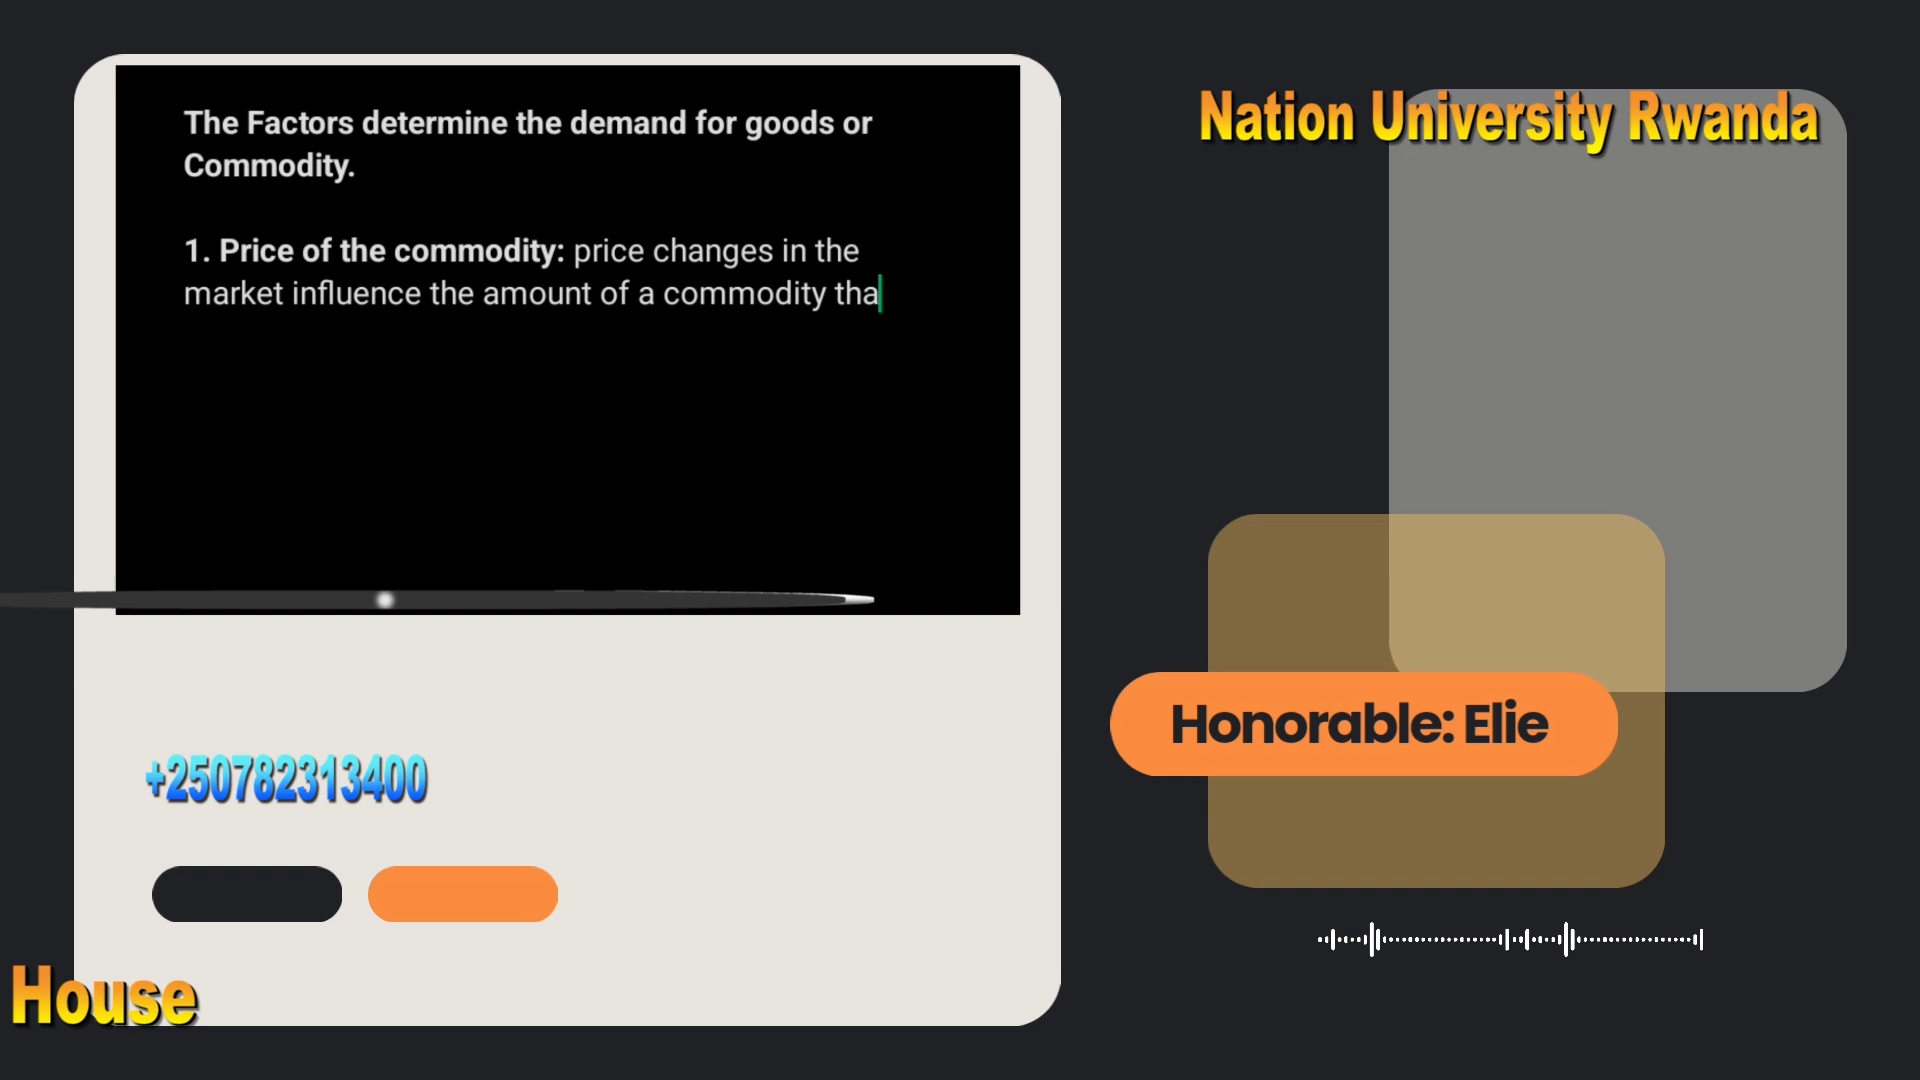 The Factors determine the demand for goods or
Commodity.
1. Price of the commodity: price changes in the
market influence the amount of a commodity tha
Nation University Rwanda
Honorable: Elie
+250782313400
House